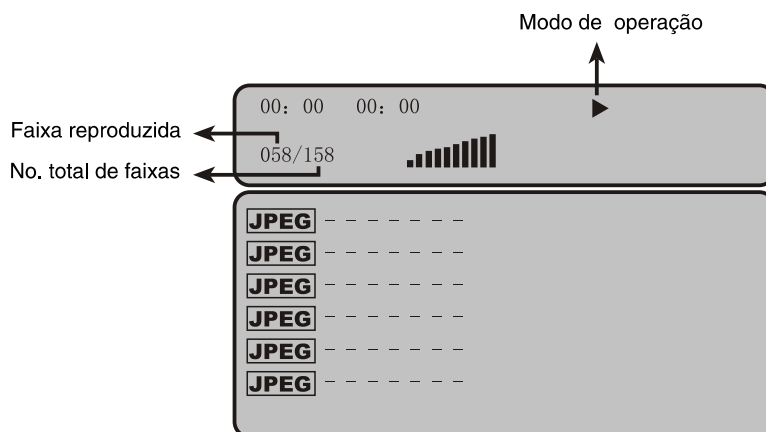 Modo de operação
00: 00 00: 00
Faixa reproduzida
058/158
No. total de faixas
JPEG - - - - - - -
JPEG - - - - - - -
JPEG - - - - - - -
JPEG - - - - - - -
JPEG - - - - - - -
JPEG - - - - - - -